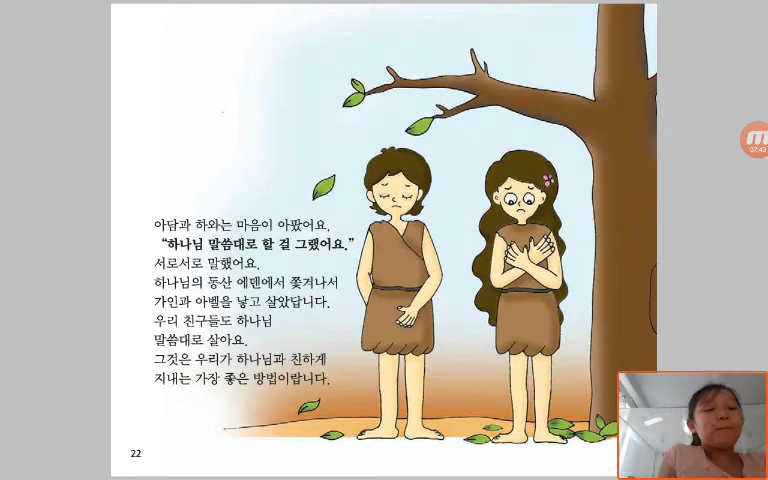 아담과 하와는 마음이 아팠어요.
“하나님 말씀대로 할 걸 그랬어요.”
서로서로 말했어요.
하나님의 동산 에덴에서 쫓겨나서
가인과 아벨을 낳고 살았답니다.
우리 친구들도 하나님
말씀대로 살아요.
그것은 우리가 하나님과 친하게
지내는 가장 좋은 방법이랍니다.
22
07:43